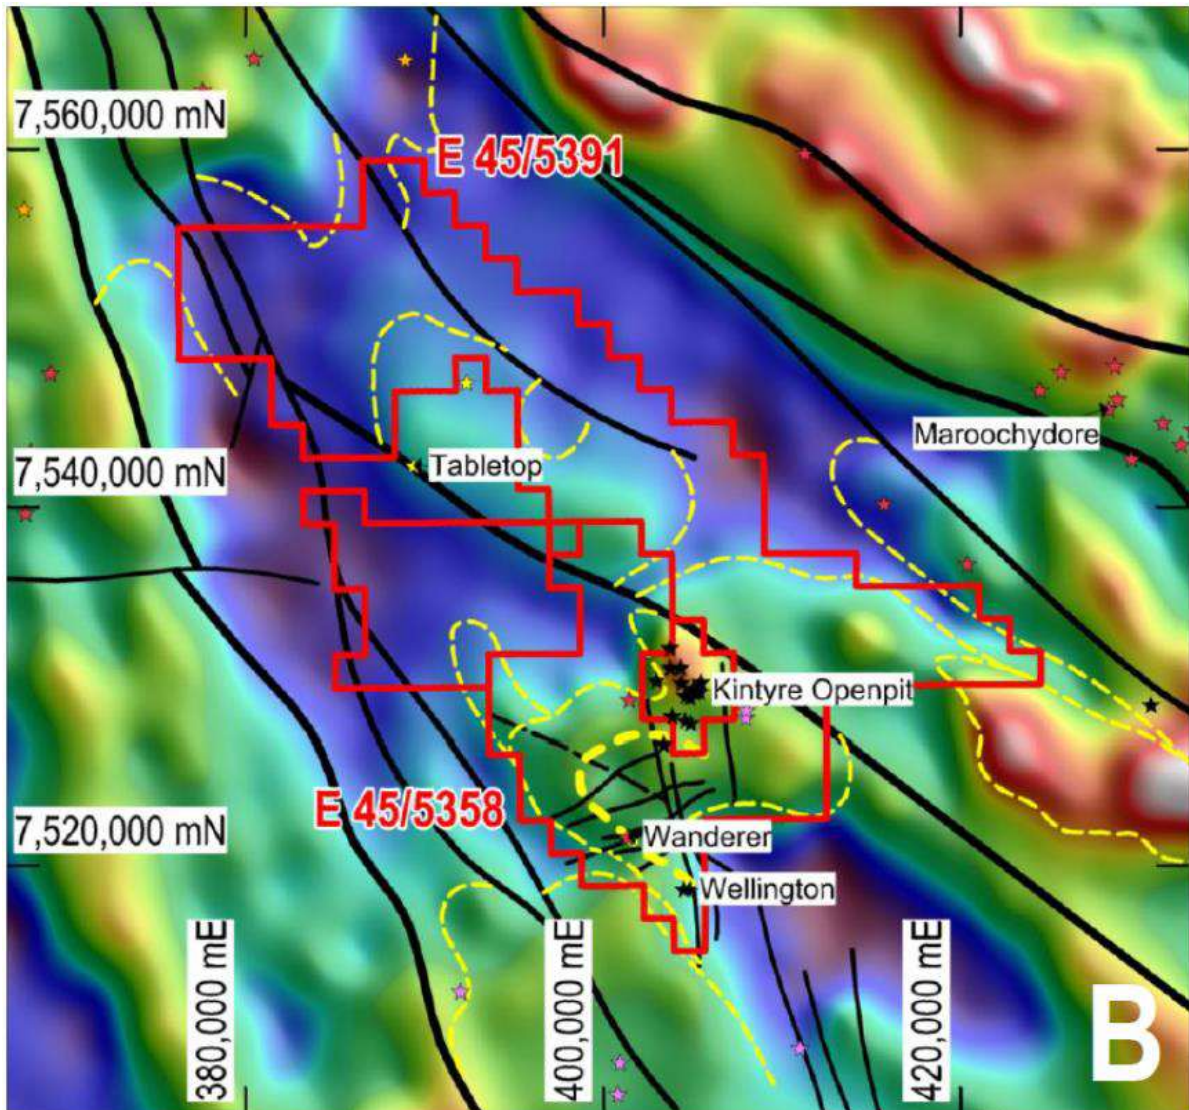 7,560,000 mN
E 45/5391
Maroochydore
7,540,000 mN
Tabletop
Kintyre Openpit
E 45/5358
7,520,000 mN
Wanderer
Wellington
380,000 mE
400,000 mE
420,000 mE
B